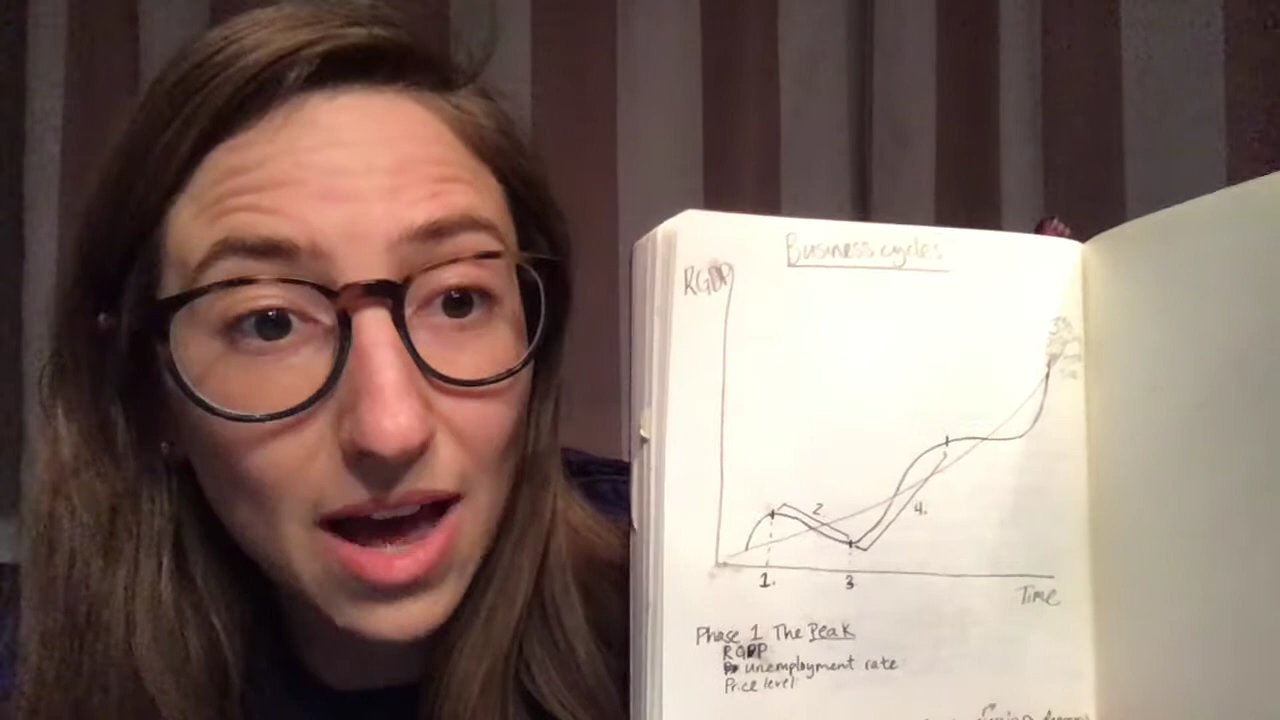 Business cycles
RGDP
2.
4.
1.
3
Time
Phase 1 The Peak
RGDP
unemployment rate
Price level